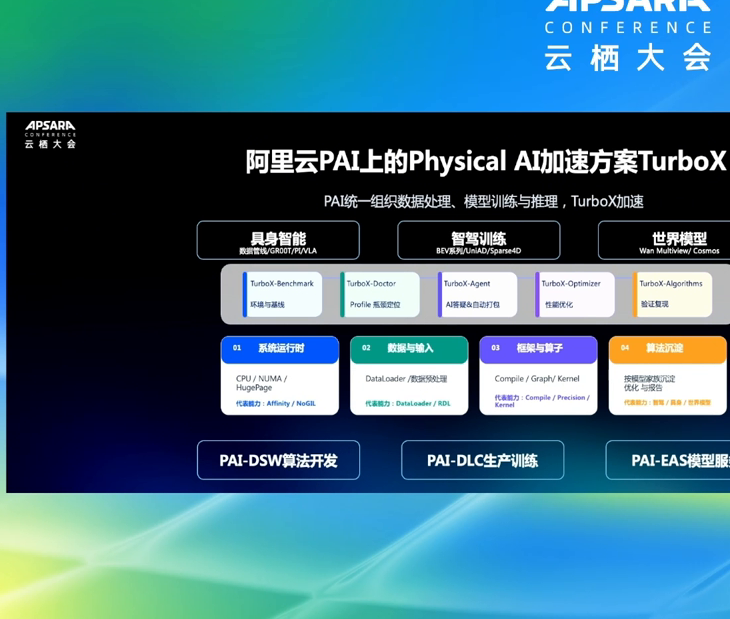 APSARA
CONFERENCE
云栖大会
APSARA
CONFERENCE
云栖大会
阿里云PAI上的Physical AI加速方案TurboX
PAI统一组织数据处理、模型训练与推理，TurboX加速
具身智能
数据管线/GR00T/PI/VLA
智驾训练
BEV系列/UniAD/Sparse4D
世界模型
Wan Multiview/ Cosmos
TurboX-Benchmark
环境与基线
TurboX-Doctor
Profile 瓶颈定位
TurboX-Agent
AI答疑&自动打包
TurboX-Optimizer
性能优化
TurboX-Algorithms
验证复现
01 系统运行时
CPU / NUMA /
HugePage
代表能力：Affinity / NoGIL
02 数据与输入
DataLoader /数据预处理
代表能力：DataLoader / RDL
03 框架与算子
Compile / Graph/ Kernel
代表能力：Compile / Precision /
Kernel
04 算法沉淀
按模型家族沉淀
优化 与报告
代表能力：智驾 / 具身 / 世界模型
PAI-DSW算法开发
PAI-DLC生产训练
PAI-EAS模型服